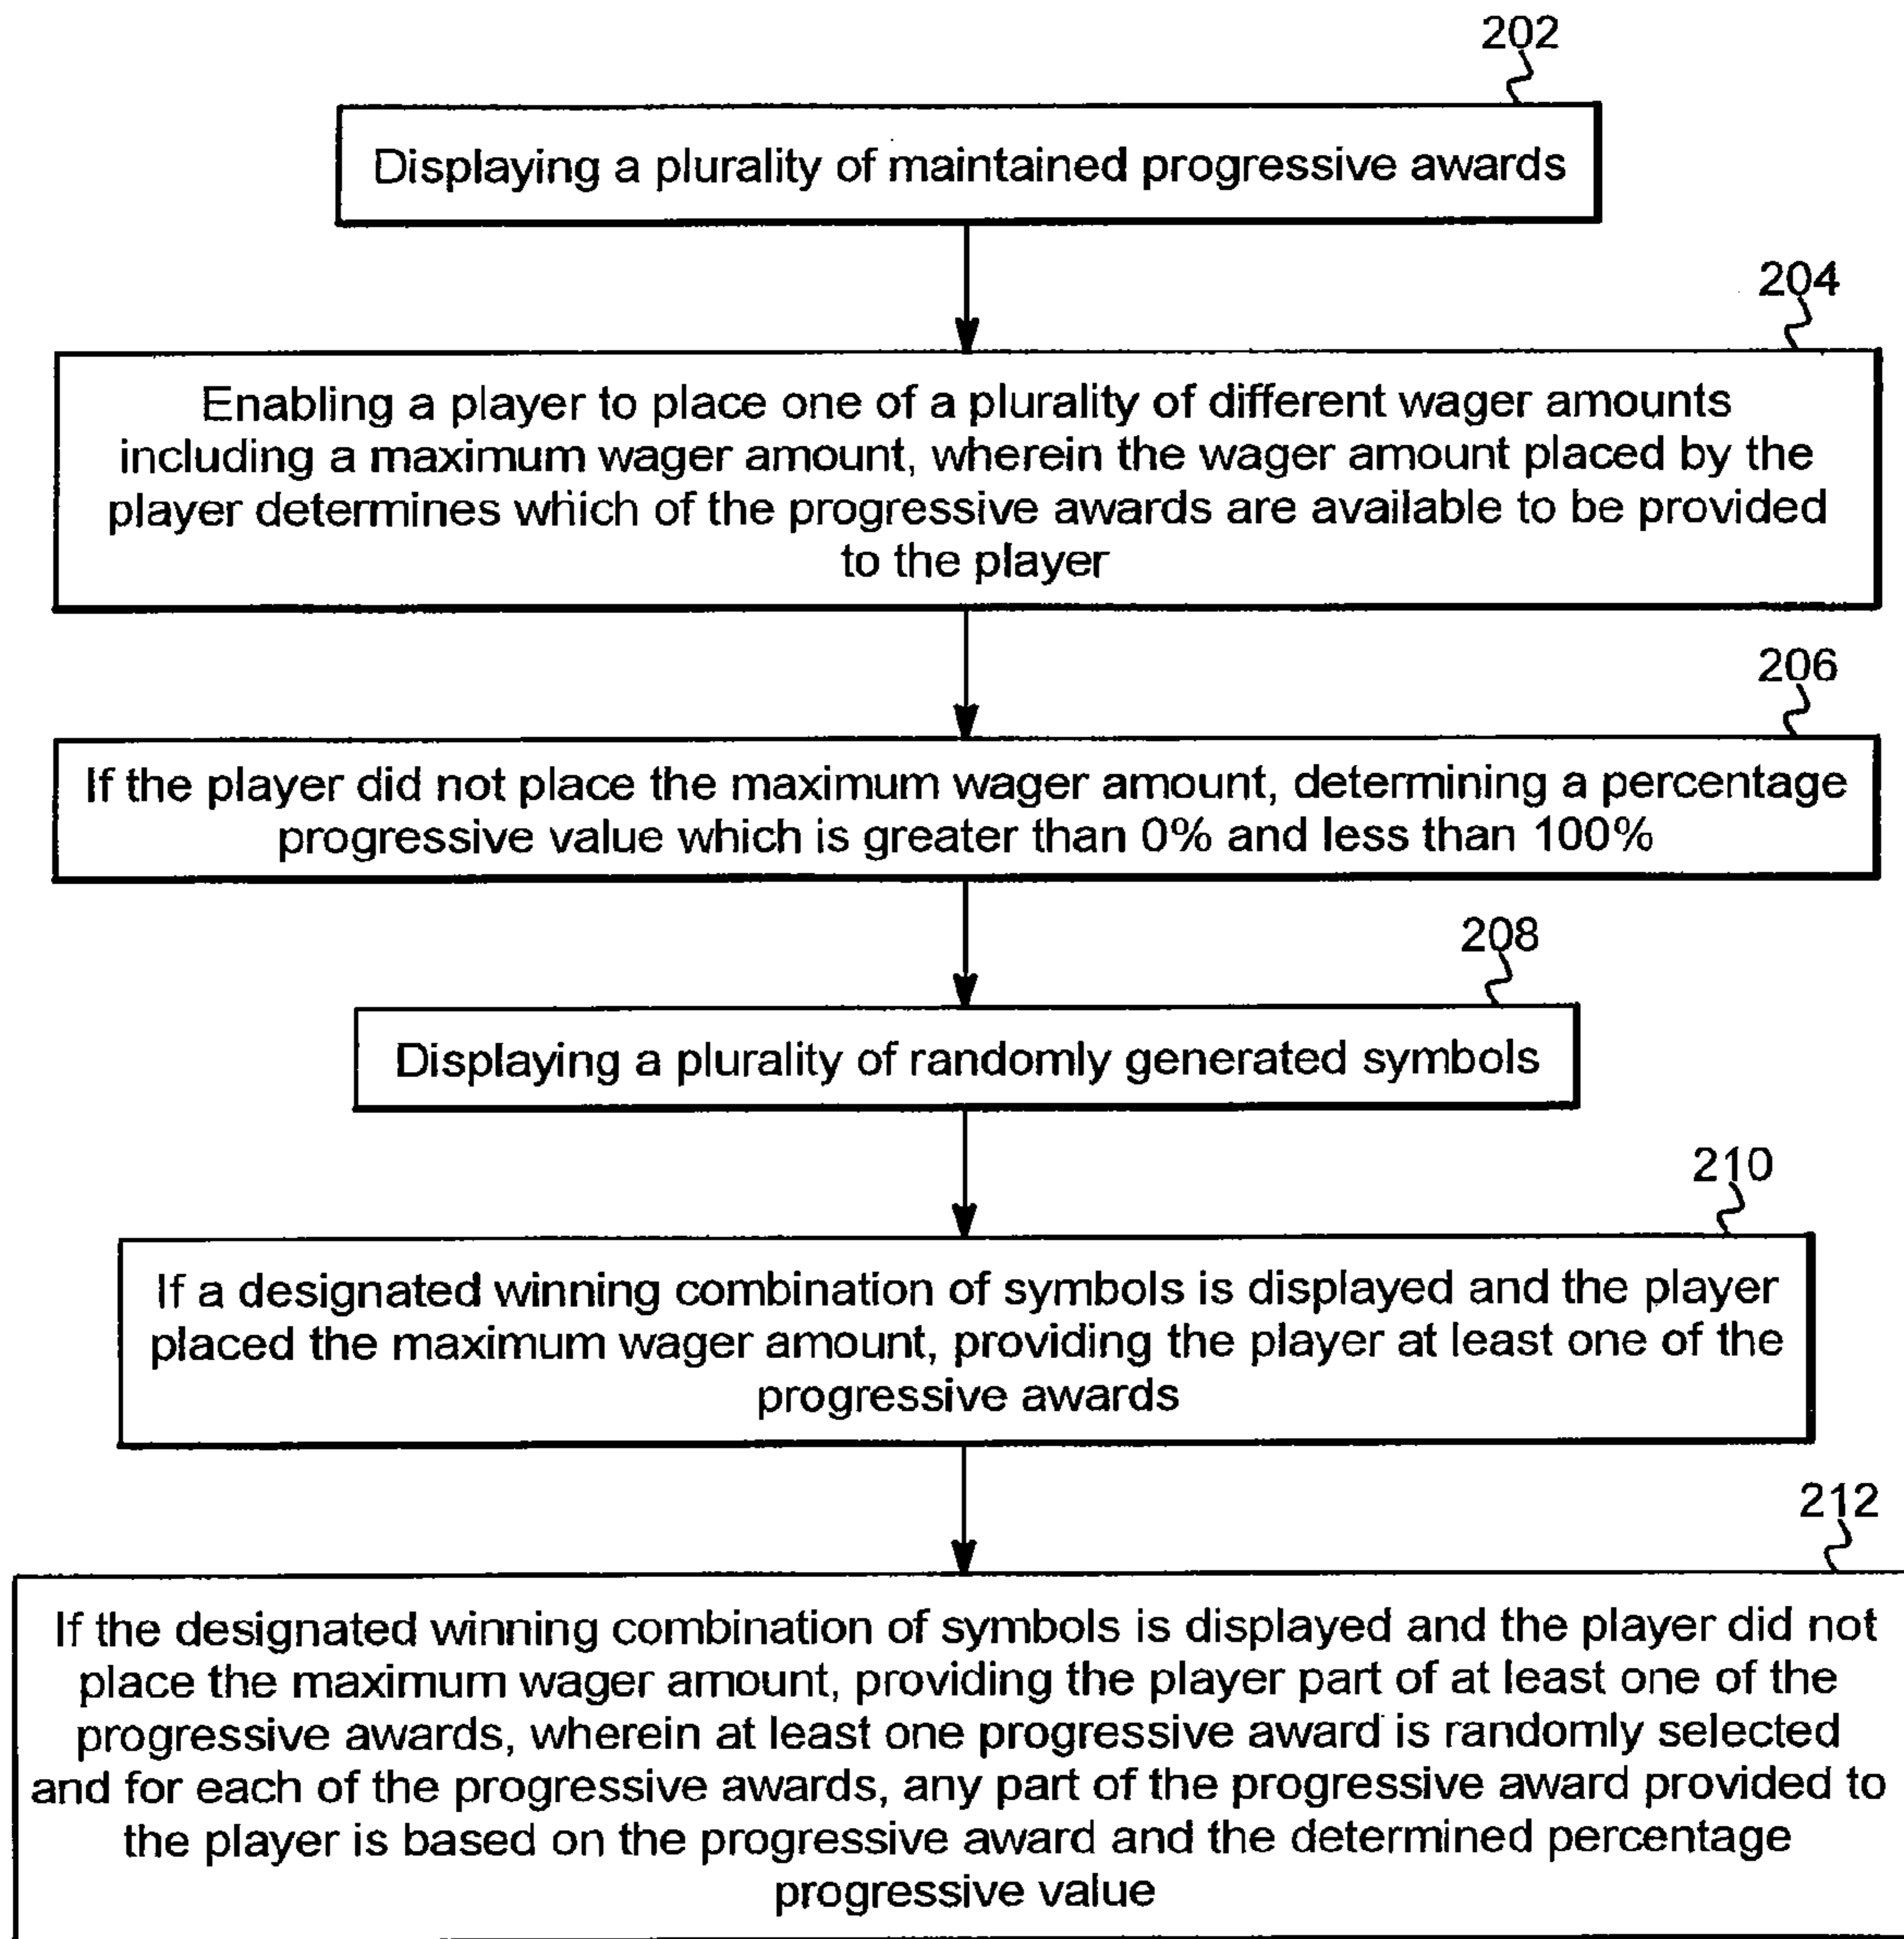 202
Displaying a plurality of maintained progressive awards
204
Enabling a player to place one of a plurality of different wager amounts
including a maximum wager amount, wherein the wager amount placed by the
player determines which of the progressive awards are available to be provided
to the player
206
If the player did not place the maximum wager amount, determining a percentage
progressive value which is greater than 0% and less than 100%
208
Displaying a plurality of randomly generated symbols
210
If a designated winning combination of symbols is displayed and the player
placed the maximum wager amount, providing the player at least one of the
progressive awards
212
If the designated winning combination of symbols is displayed and the player did not
place the maximum wager amount, providing the player part of at least one of the
progressive awards, wherein at least one progressive award is randomly selected
and for each of the progressive awards, any part of the progressive award provided to
the player is based on the progressive award and the determined percentage
progressive value